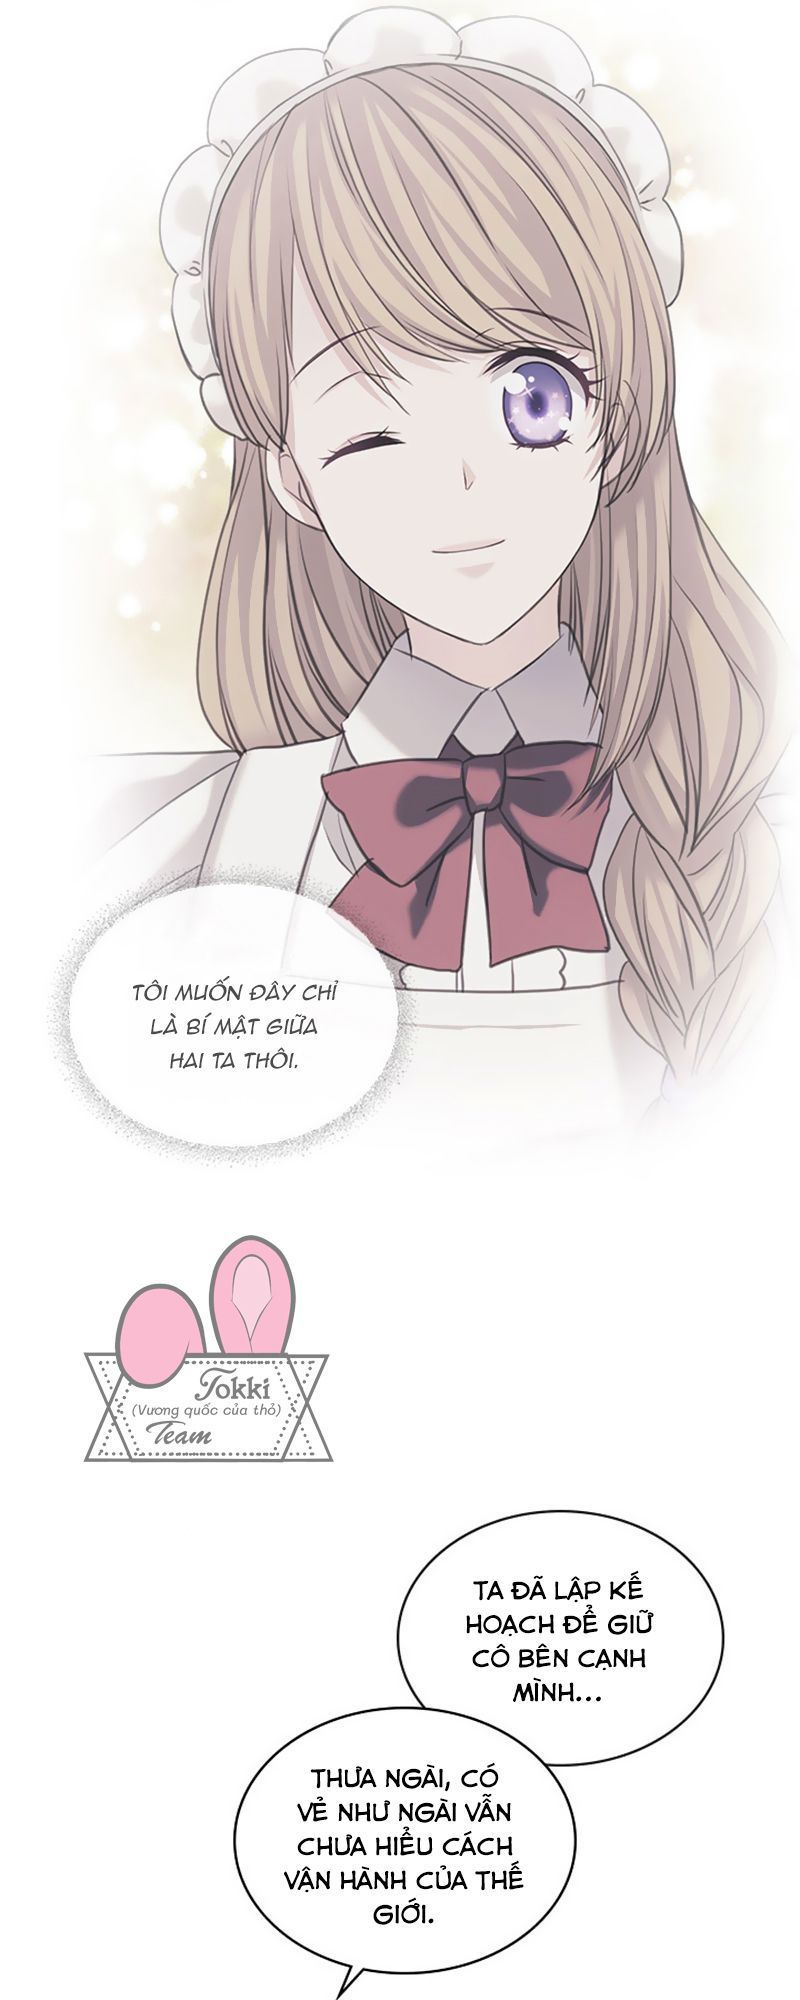 TÔI MUỐN ĐÂY CHỈ
LÀ BÍ MẬT GIỮA
HAI TA THÔI.
Tokki
(Vương quốc của thỏ)
Team
TA ĐÃ LẬP KẾ
HOẠCH ĐỂ GIỮ
CÔ BÊN CẠNH
MÌNH...
THƯA NGÀI, CÓ
VẺ NHƯ NGÀI VẪN
CHƯA HIỂU CÁCH
VẬN HÀNH CỦA THẾ
GIỚI.